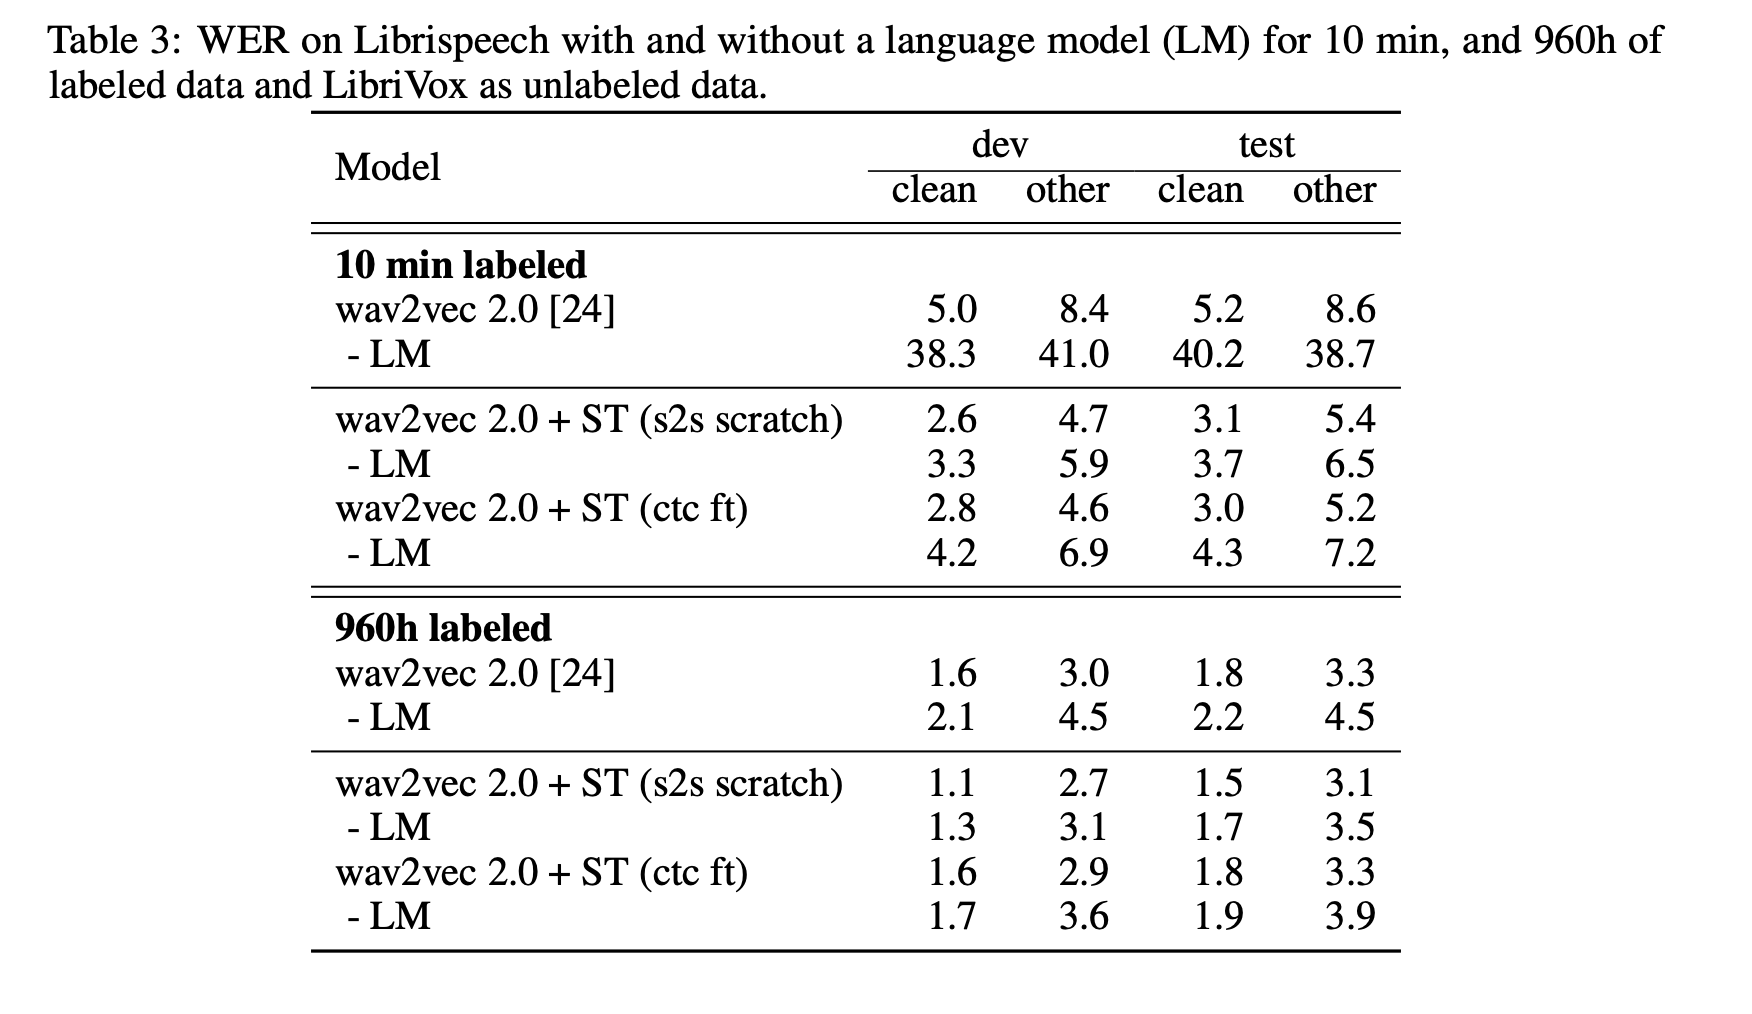 Table 3: WER on Librispeech with and without a language model (LM) for 10 min, and 960h of
labeled data and LibriVox as unlabeled data.
Model dev test
clean other clean other
10 min labeled
wav2vec 2.0 [24] 5.0 8.4 5.2 8.6
- LM 38.3 41.0 40.2 38.7
wav2vec 2.0 + ST (s2s scratch) 2.6 4.7 3.1 5.4
- LM 3.3 5.9 3.7 6.5
wav2vec 2.0 + ST (ctc ft) 2.8 4.6 3.0 5.2
- LM 4.2 6.9 4.3 7.2
960h labeled
wav2vec 2.0 [24] 1.6 3.0 1.8 3.3
- LM 2.1 4.5 2.2 4.5
wav2vec 2.0 + ST (s2s scratch) 1.1 2.7 1.5 3.1
- LM 1.3 3.1 1.7 3.5
wav2vec 2.0 + ST (ctc ft) 1.6 2.9 1.8 3.3
- LM 1.7 3.6 1.9 3.9